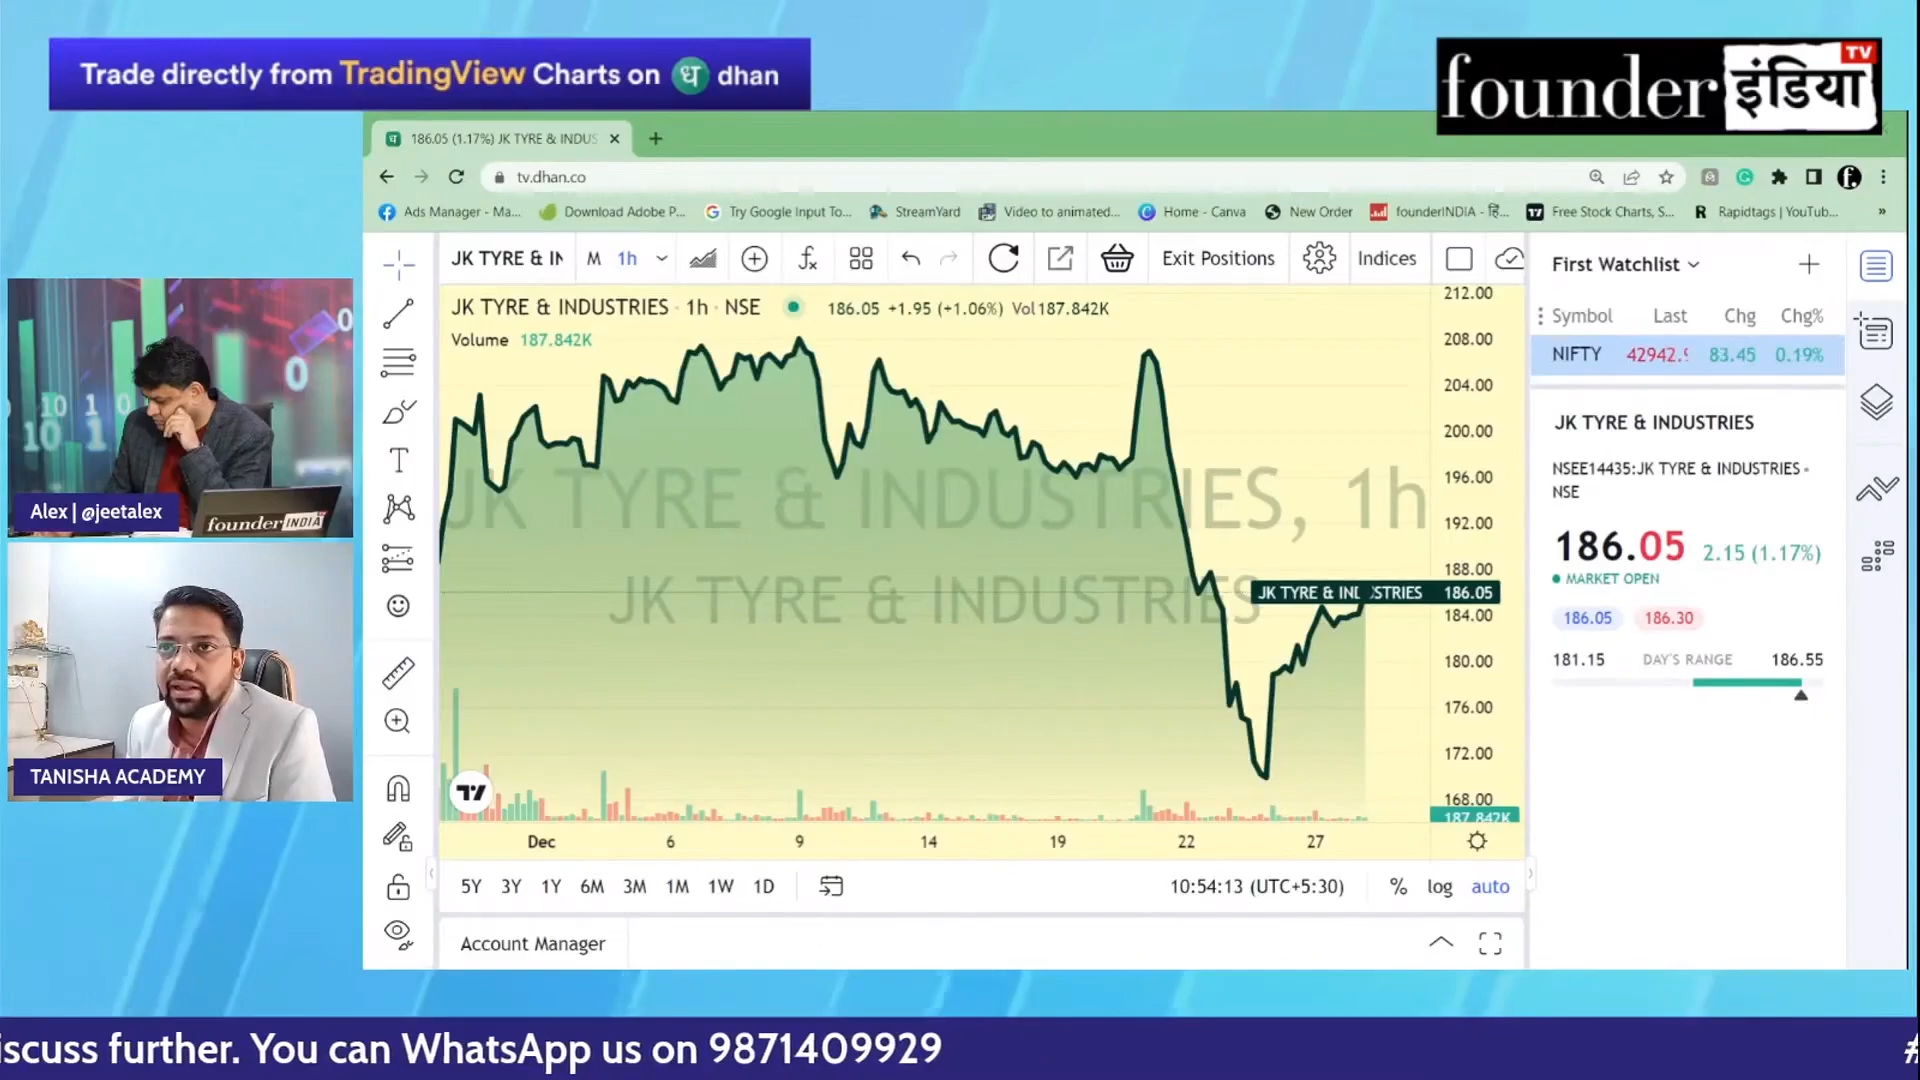 Trade directly from TradingView Charts on ध dhan
founder इंडिया TV
186.05 (1.17%) JK TYRE & INDUS
tv.dhan.co
Ads Manager - Ma...
Download Adobe P...
Try Google Input To...
StreamYard
Video to animated...
Home - Canva
New Order
founderINDIA - हि...
Free Stock Charts, S...
Rapidtags | YouTub...
JK TYRE & IN
M
1h
Exit Positions
Indices
JK TYRE & INDUSTRIES · 1h · NSE
186.05 +1.95 (+1.06%) Vol 187.842K
Volume 187.842K
JK TYRE & INDUSTRIES, 1h
JK TYRE & INDUSTRIES
212.00
208.00
204.00
200.00
196.00
192.00
188.00
JK TYRE & INDUSTRIES 186.05
184.00
180.00
176.00
172.00
168.00
187.842K
Dec 6 9 14 19 22 27
5Y 3Y 1Y 6M 3M 1M 1W 1D
10:54:13 (UTC+5:30)
% log auto
Account Manager
First Watchlist
Symbol Last Chg Chg%
NIFTY 42942.9 83.45 0.19%
JK TYRE & INDUSTRIES
NSEE14435:JK TYRE & INDUSTRIES -
NSE
186.05 2.15 (1.17%)
MARKET OPEN
186.05 186.30
181.15 DAY'S RANGE 186.55
Alex | @jeetalex
founder INDIA
TANISHA ACADEMY
iscuss further. You can WhatsApp us on 9871409929
#